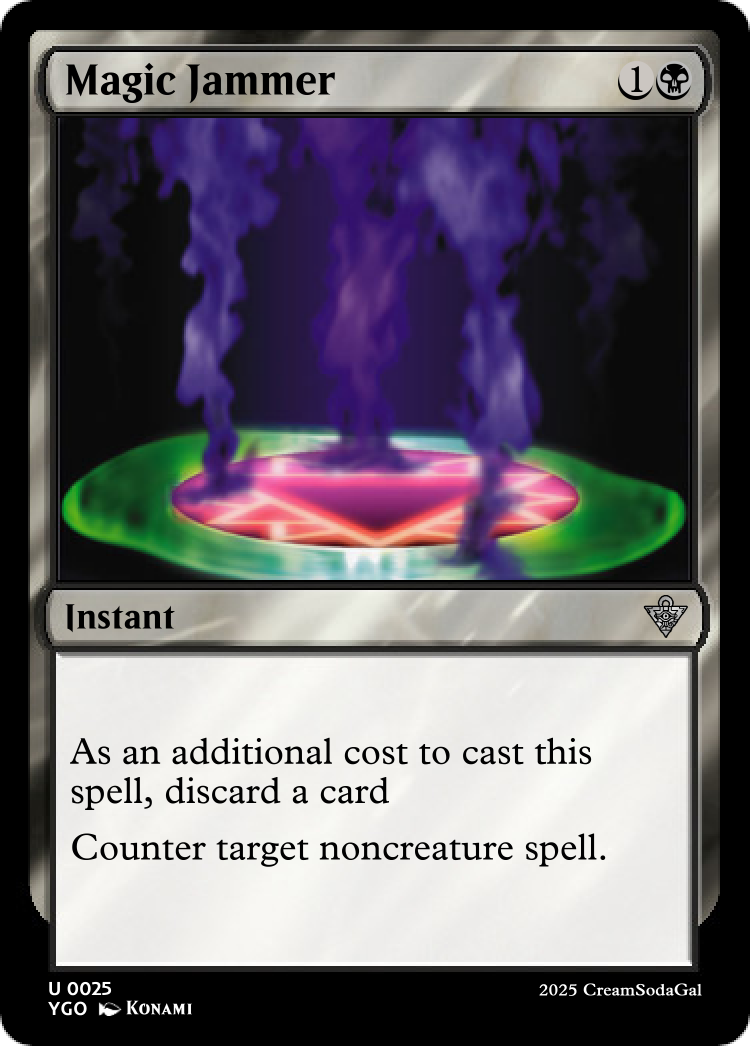 Magic Jammer 1
Instant
As an additional cost to cast this
spell, discard a card
Counter target noncreature spell.
U 0025
YGO KONAMI
2025 CreamSodaGal